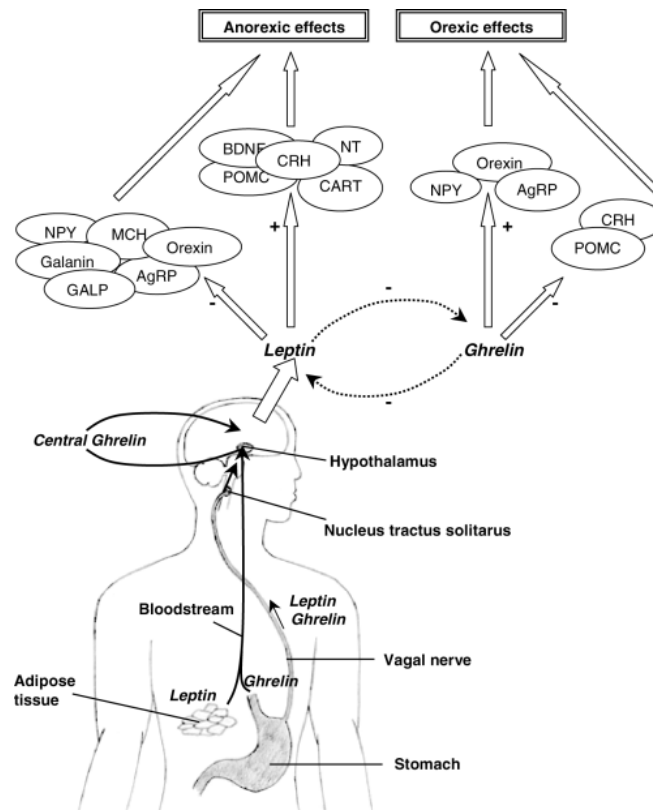 Anorexic effects
Orexic effects
BDNF
NT
CRH
POMC
CART
Orexin
NPY
AgRP
CRH
POMC
NPY
MCH
Orexin
Galanin
AgRP
GALP
+
+
-
-
-
Leptin
Ghrelin
-
Central Ghrelin
Hypothalamus
Nucleus tractus solitarus
Leptin
Ghrelin
Bloodstream
Vagal nerve
Adipose
tissue
Leptin
Ghrelin
Stomach